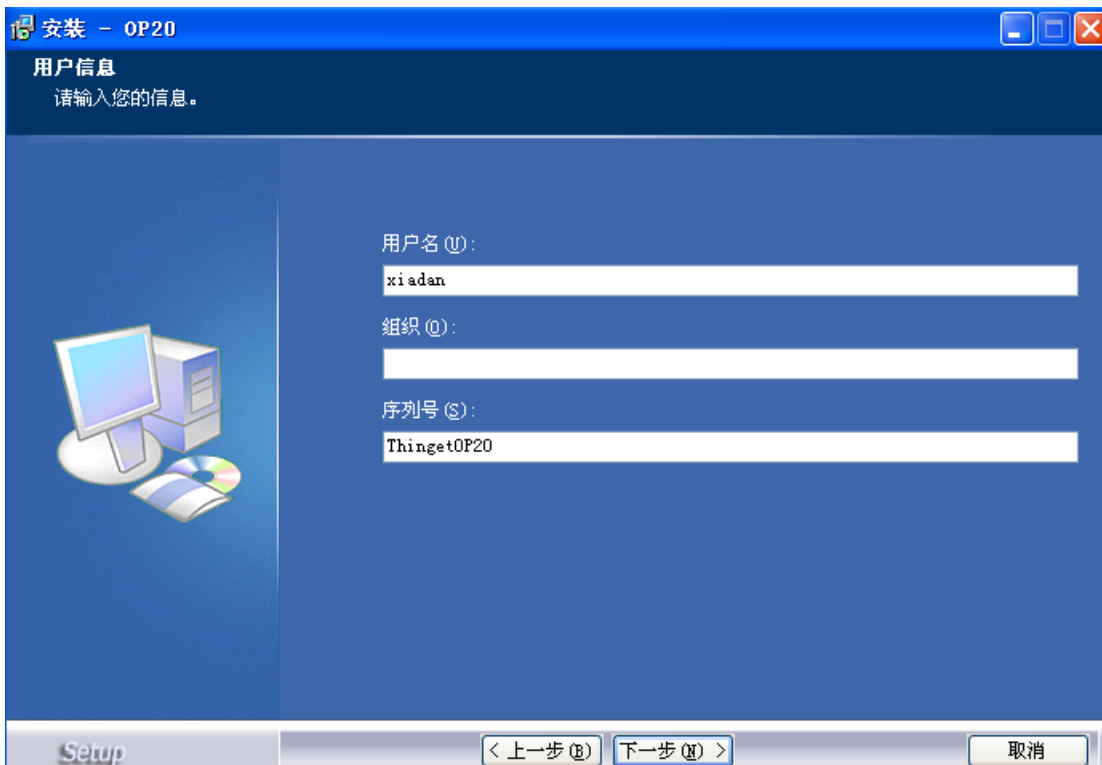 安装 - OP20
用户信息
请输入您的信息。
用户名(U):
xiadan
组织(O):
序列号(S):
ThingetOP20
Setup
< 上一步(B)
下一步(N) >
取消